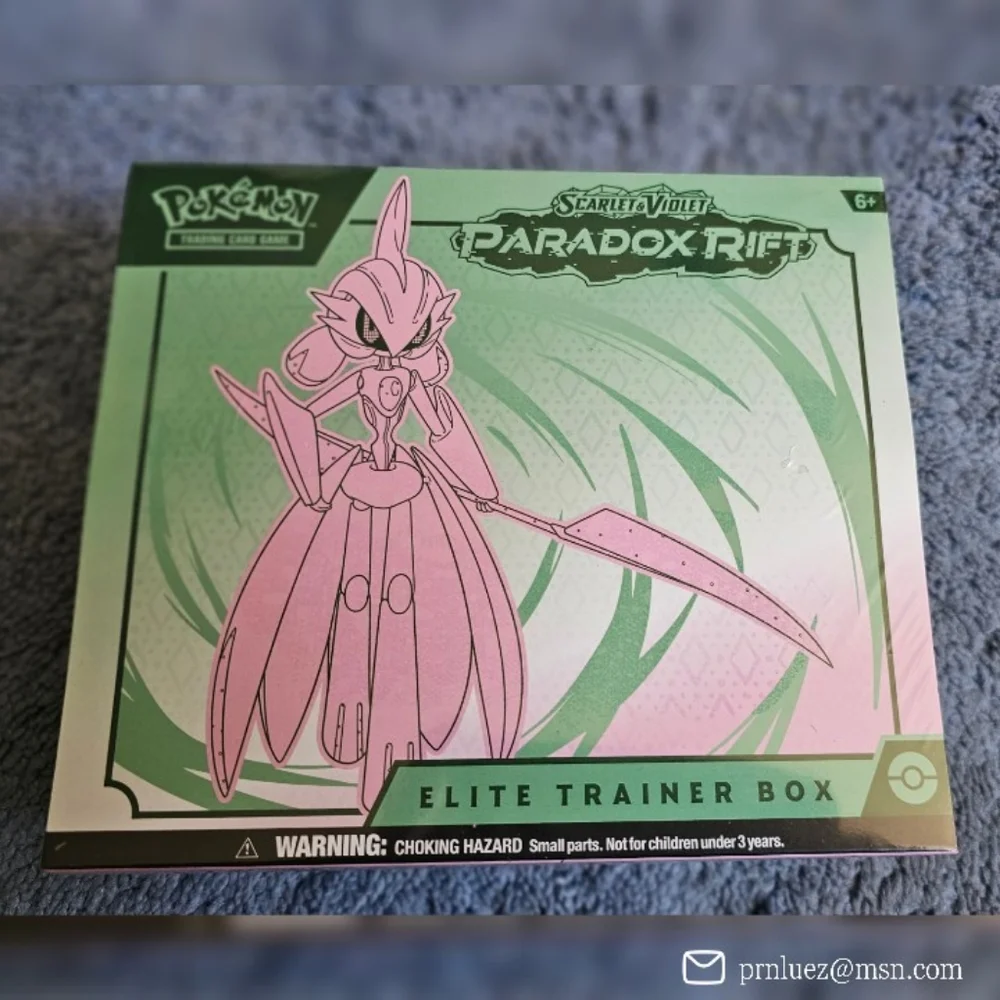 POKéMON
TRADING CARD GAME
SCARLET & VIOLET
PARADOX RIFT
6+
ELITE TRAINER BOX
WARNING: CHOKING HAZARD Small parts. Not for children under 3 years.
prnluez@msn.com